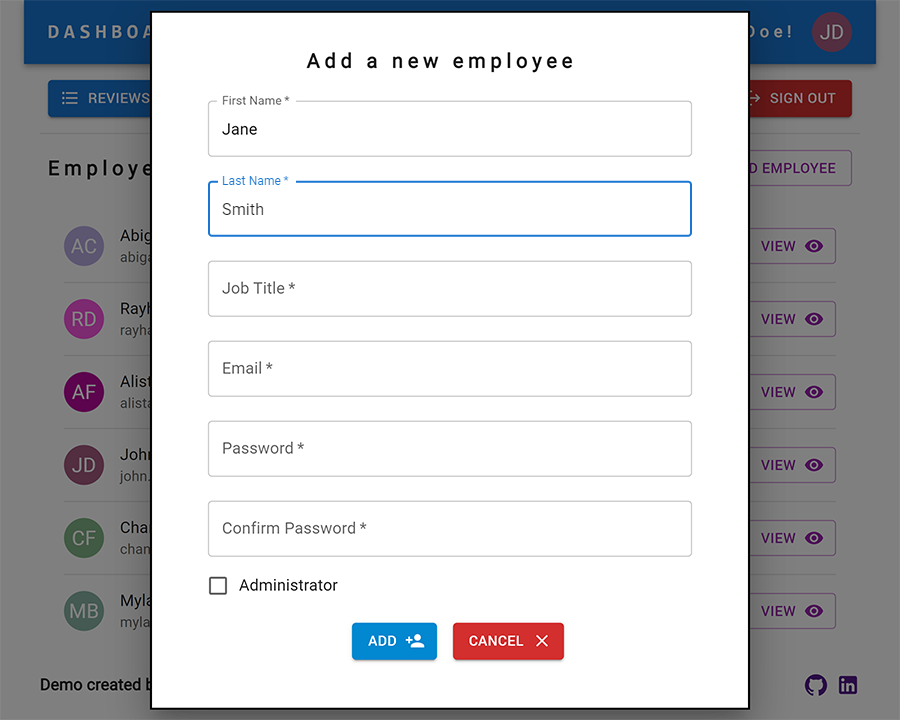 DASHBOA
Doe! JD
REVIEWS
SIGN OUT
Employe
D EMPLOYEE
Add a new employee
First Name *
Jane
Last Name *
Smith
Job Title *
Email *
Password *
Confirm Password *
Administrator
ADD
CANCEL
AC
Abig
abiga
VIEW
RD
Rayh
rayha
VIEW
AF
Alist
alista
VIEW
JD
John
john.
VIEW
CF
Cha
chan
VIEW
MB
Myla
myla
VIEW
Demo created b
in